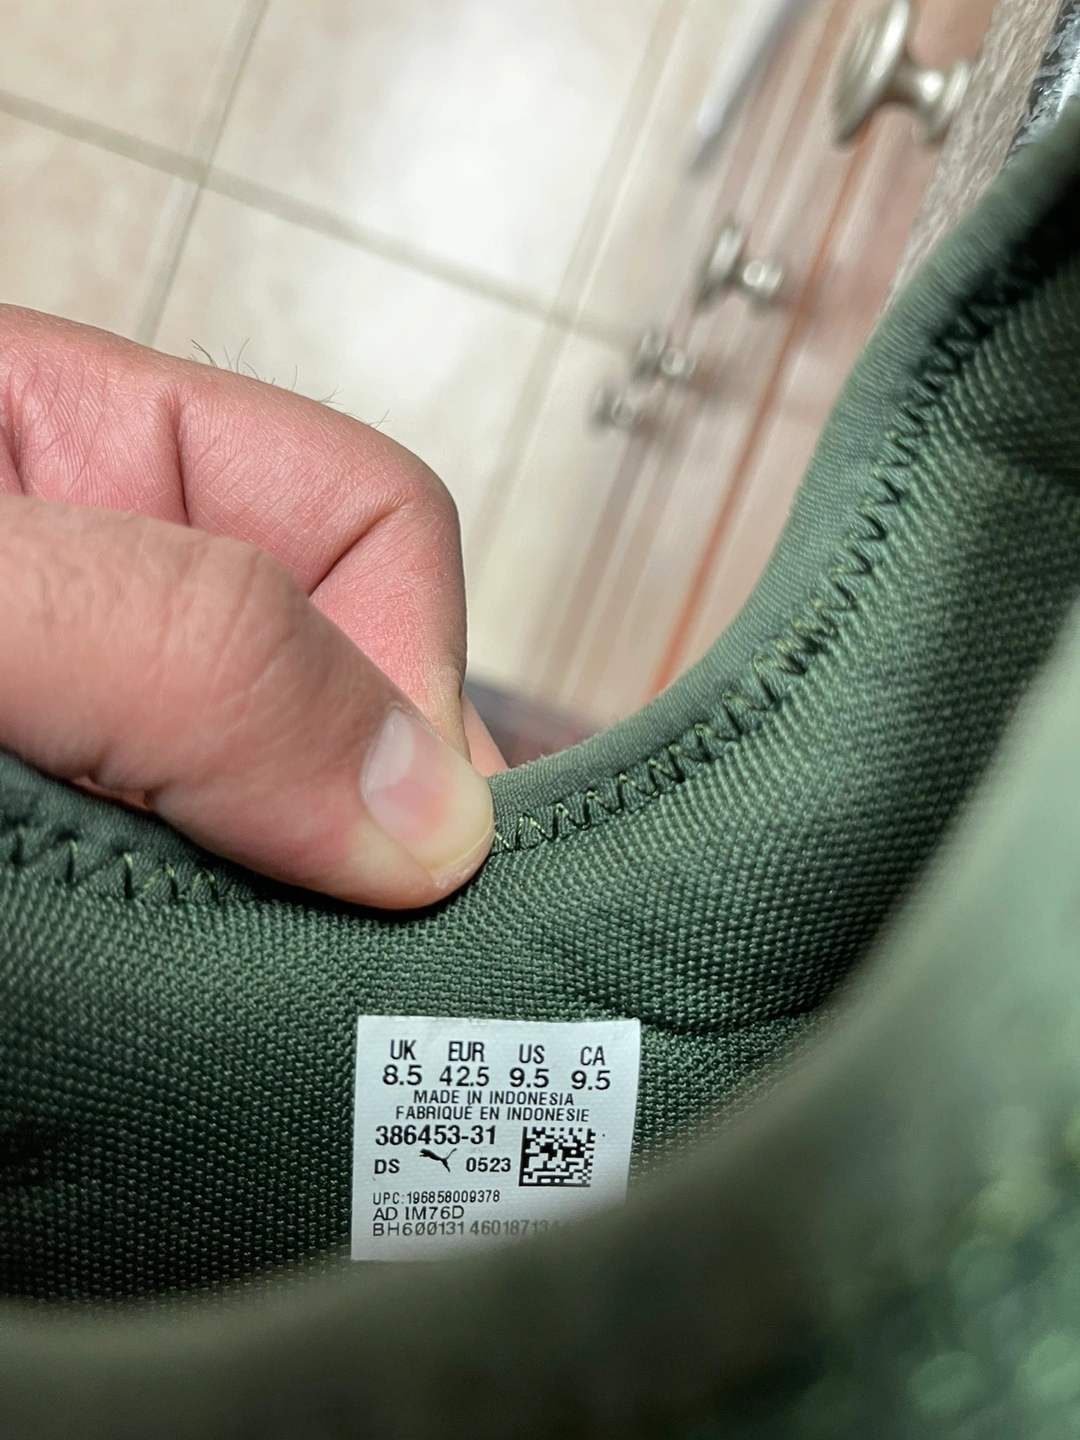 UK EUR US CA
8.5 42.5 9.5 9.5
MADE IN INDONESIA
FABRIQUÉ EN INDONESIE
386453-31
DS 0523
UPC:196858009378
AD IM76D